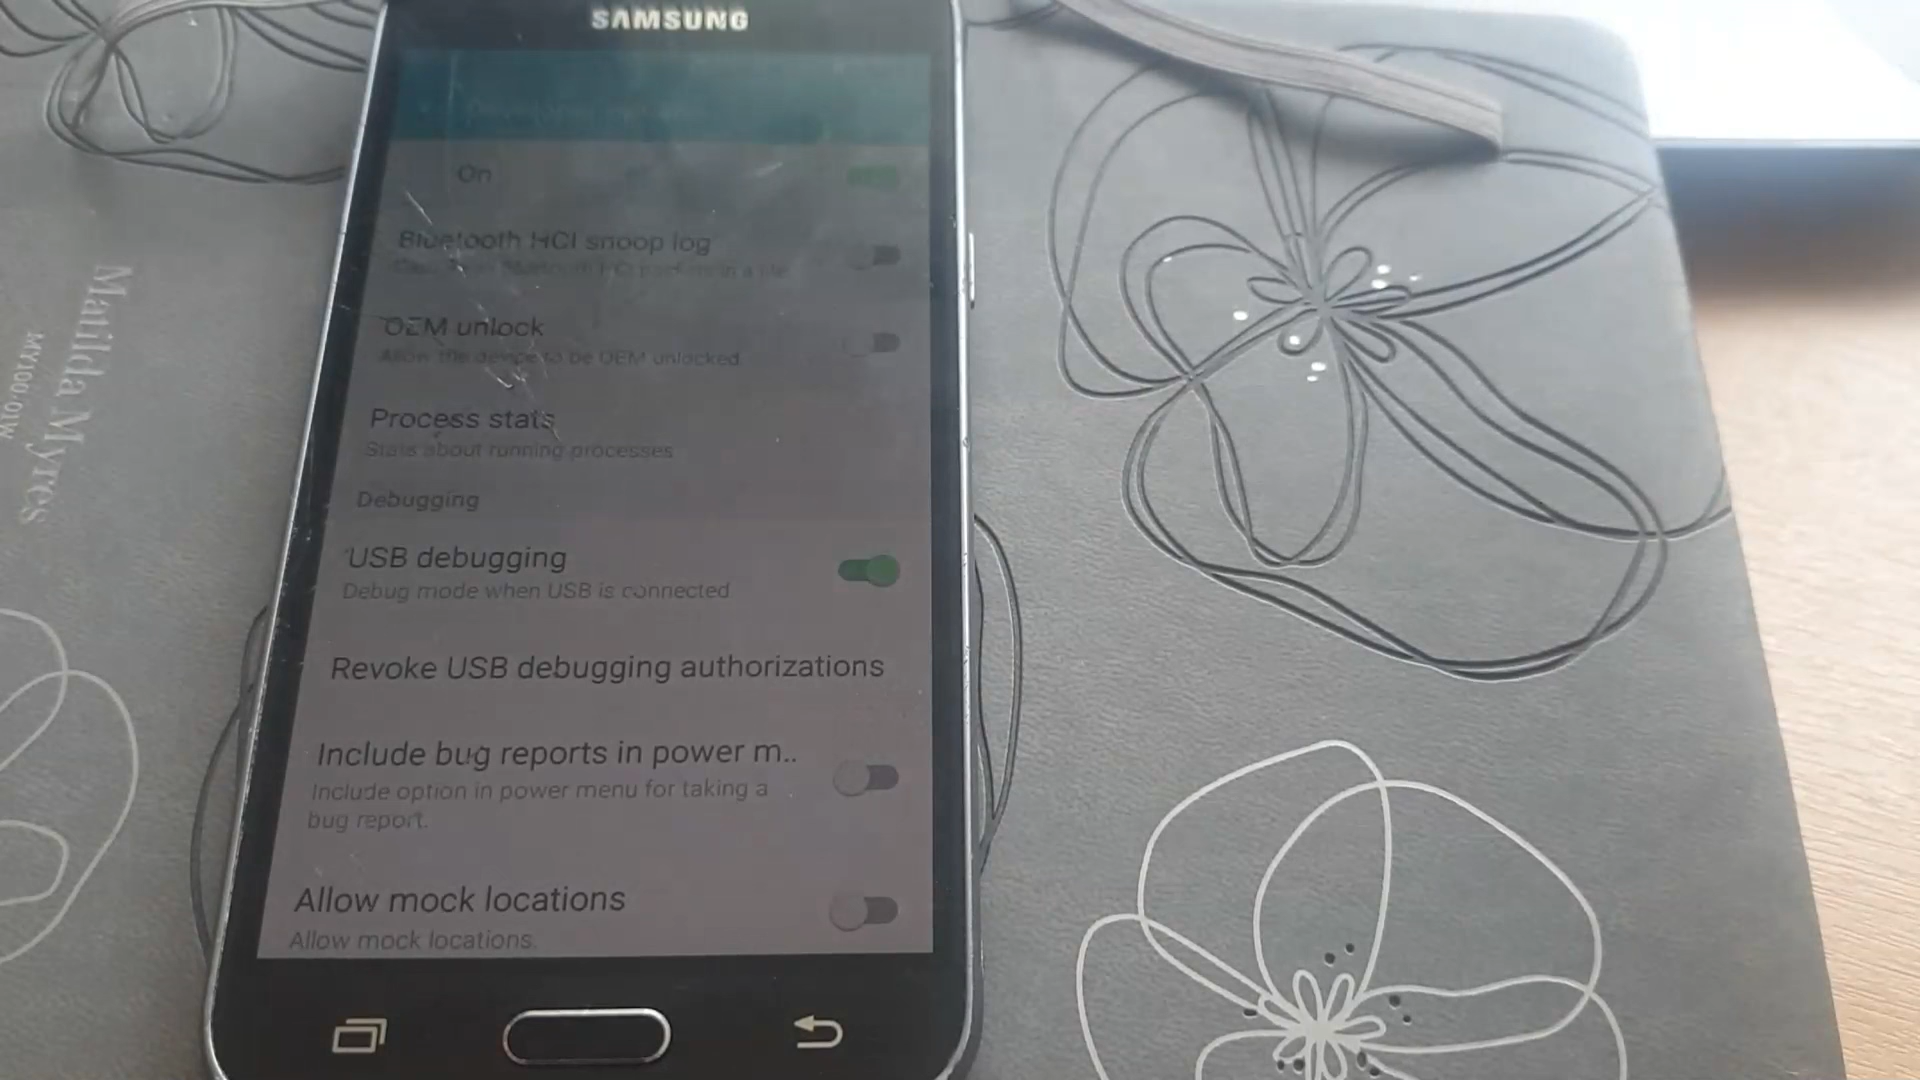 SAMSUNG
On
Bluetooth HCI snoop log
OEM unlock
Allow the device to be OEM unlocked
Process stats
Stats about running processes
Debugging
USB debugging
Debug mode when USB is connected
Revoke USB debugging authorizations
Include bug reports in power m..
Include option in power menu for taking a
bug report.
Allow mock locations
Allow mock locations.
Matilda Myres
MY100-01W